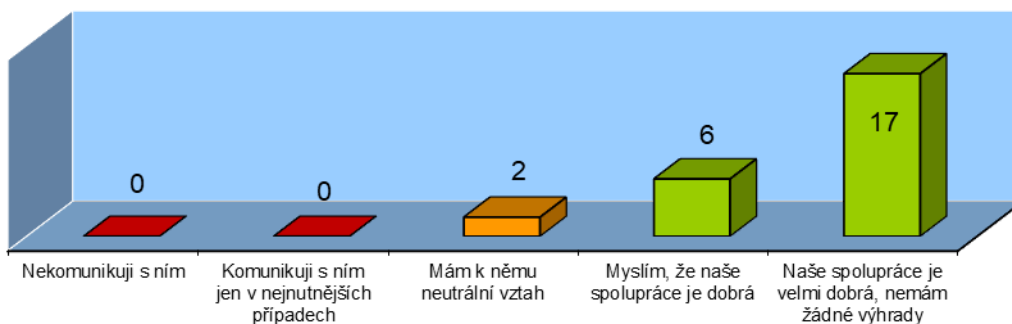 0
0
2
6
17
Nekomunikuji s ním
Komunikuji s ním
jen v nejnutnějších
případech
Mám k němu
neutrální vztah
Myslím, že naše
spolupráce je dobrá
Naše spolupráce je
velmi dobrá, nemám
žádné výhrady